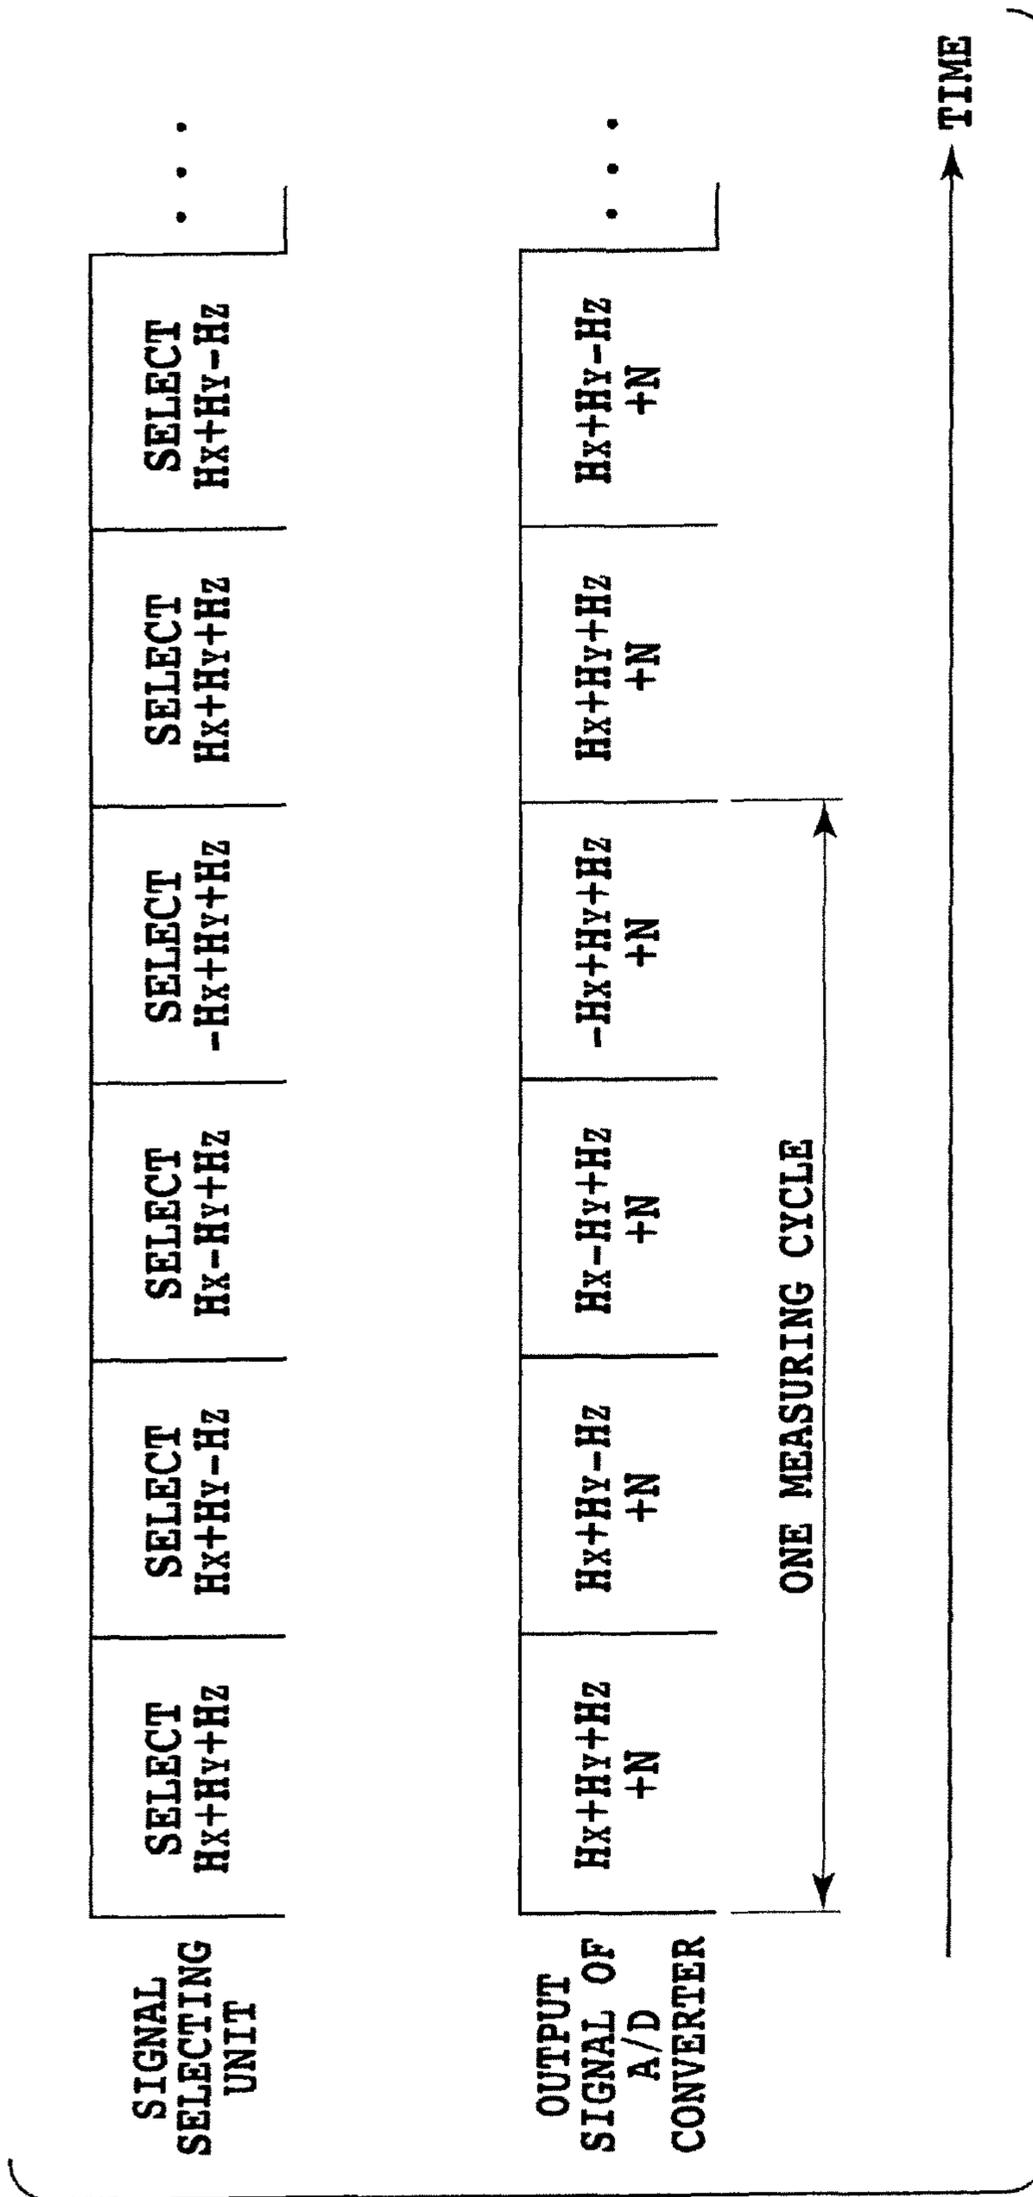 SIGNAL
SELECTING
UNIT
SELECT
Hx+Hy+Hz
SELECT
Hx+Hy-Hz
SELECT
Hx-Hy+Hz
SELECT
-Hx+Hy+Hz
SELECT
Hx+Hy+Hz
SELECT
Hx+Hy-Hz
• • •
OUTPUT
SIGNAL OF
A/D
CONVERTER
Hx+Hy+Hz
+N
Hx+Hy-Hz
+N
Hx-Hy+Hz
+N
-Hx+Hy+Hz
+N
Hx+Hy+Hz
+N
Hx+Hy-Hz
+N
• • •
ONE MEASURING CYCLE
TIME